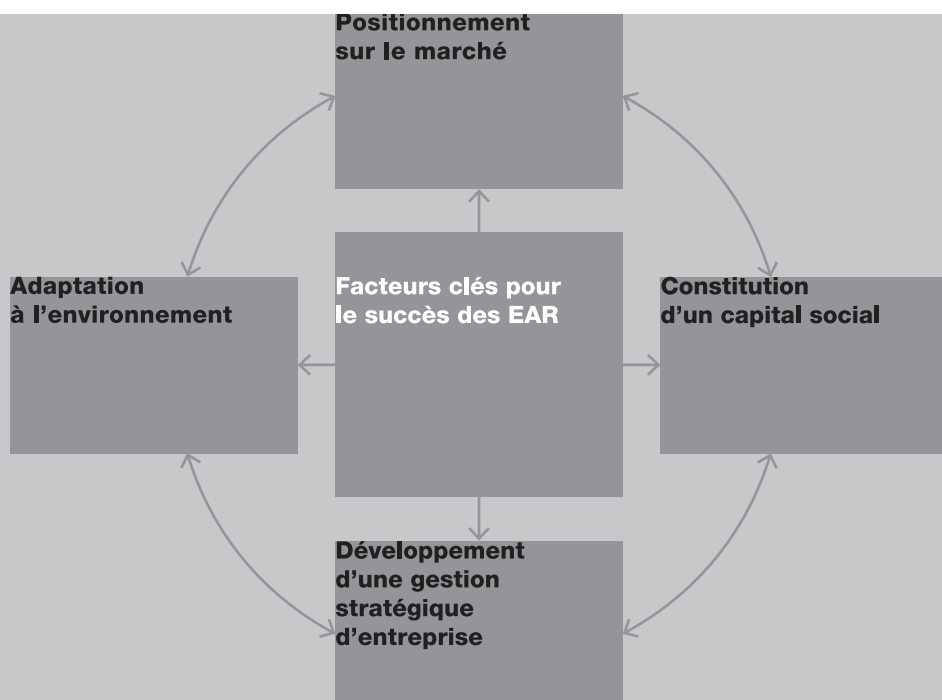 Positionnement
sur le marché
Adaptation
à l’environnement
Facteurs clés pour
le succès des EAR
Constitution
d’un capital social
Développement
d’une gestion
stratégique
d’entreprise